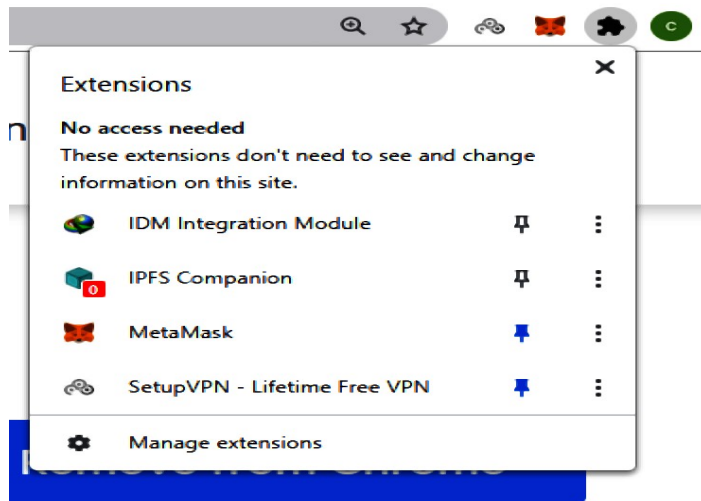 C
Extensions
n
No access needed
These extensions don't need to see and change
information on this site.
IDM Integration Module
IPFS Companion
0
MetaMask
SetupVPN - Lifetime Free VPN
Manage extensions